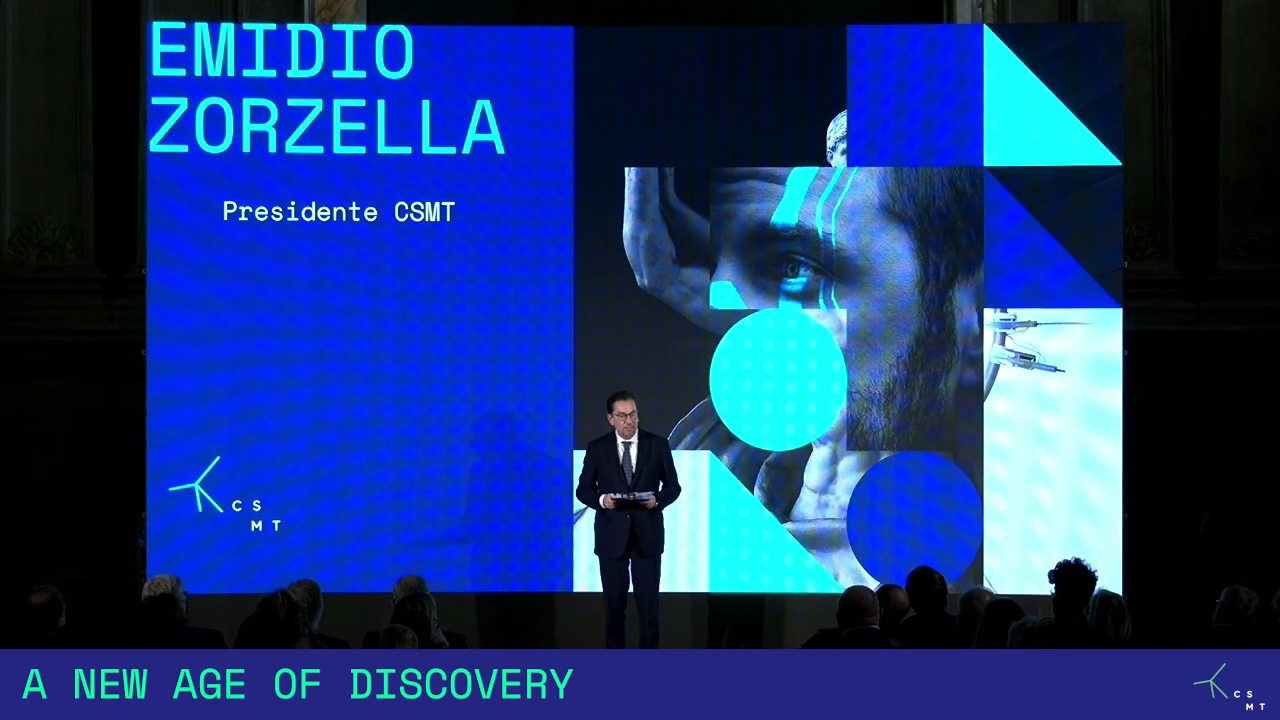 EMIDIO
ZORZELLA
Presidente CSMT
CS
MT
A NEW AGE OF DISCOVERY
CS
MT